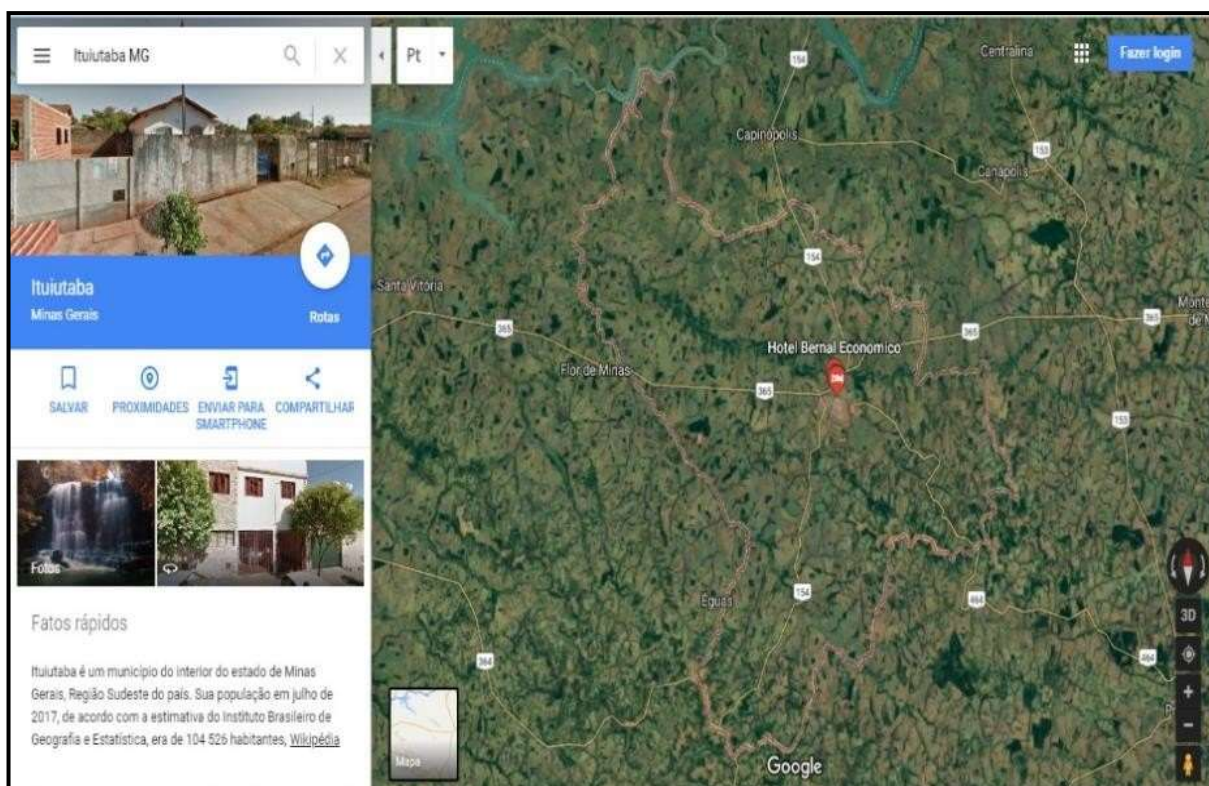 Ituiutaba MG
Pt
Fazer login
Ituiutaba
Minas Gerais
Rotas
SALVAR
PROXIMIDADES
ENVIAR PARA
SMARTPHONE
COMPARTILHAR
Fotos
Fatos rápidos
Ituiutaba é um município do interior do estado de Minas
Gerais, Região Sudeste do país. Sua população em julho de
2017, de acordo com a estimativa do Instituto Brasileiro de
Geografia e Estatística, era de 104 526 habitantes, Wikipédia
154
Centralina
Capinópolis
153
Canápolis
154
Santa Vitória
Monte
365
365
365
de M
Hotel Bernal Economico
Flor de Minas
365
153
Éguas
154
464
364
464
3D
Mapa
Google